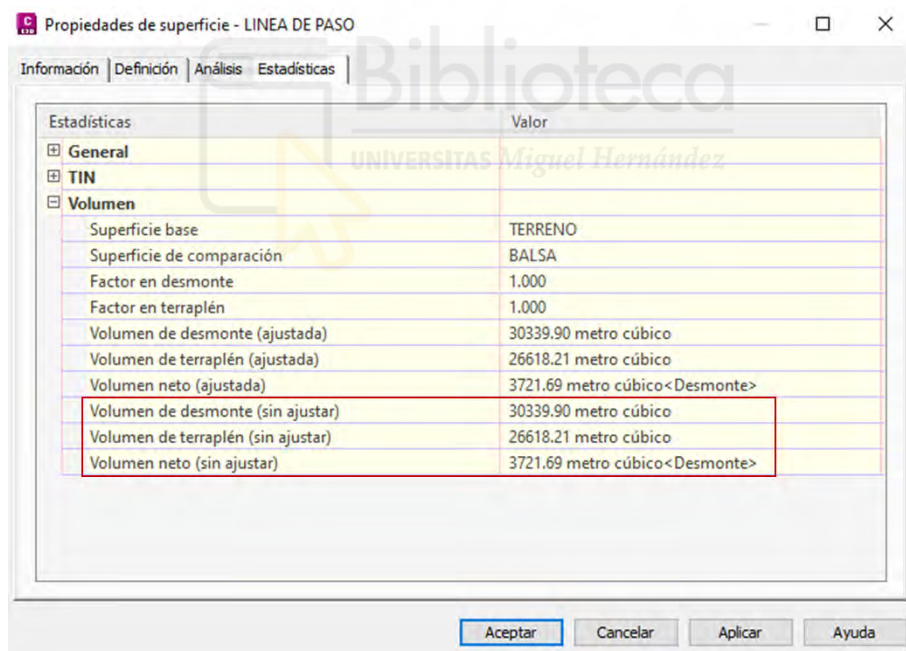 Propiedades de superficie - LINEA DE PASO
Información Definición Análisis Estadísticas
Biblioteca
UNIVERSITAS Miguel Hernández
Estadísticas Valor
General
TIN
Volumen
Superficie base TERRENO
Superficie de comparación BALSA
Factor en desmonte 1.000
Factor en terraplén 1.000
Volumen de desmonte (ajustada) 30339.90 metro cúbico
Volumen de terraplén (ajustada) 26618.21 metro cúbico
Volumen neto (ajustada) 3721.69 metro cúbico<Desmonte>
Volumen de desmonte (sin ajustar) 30339.90 metro cúbico
Volumen de terraplén (sin ajustar) 26618.21 metro cúbico
Volumen neto (sin ajustar) 3721.69 metro cúbico<Desmonte>
Aceptar Cancelar Aplicar Ayuda